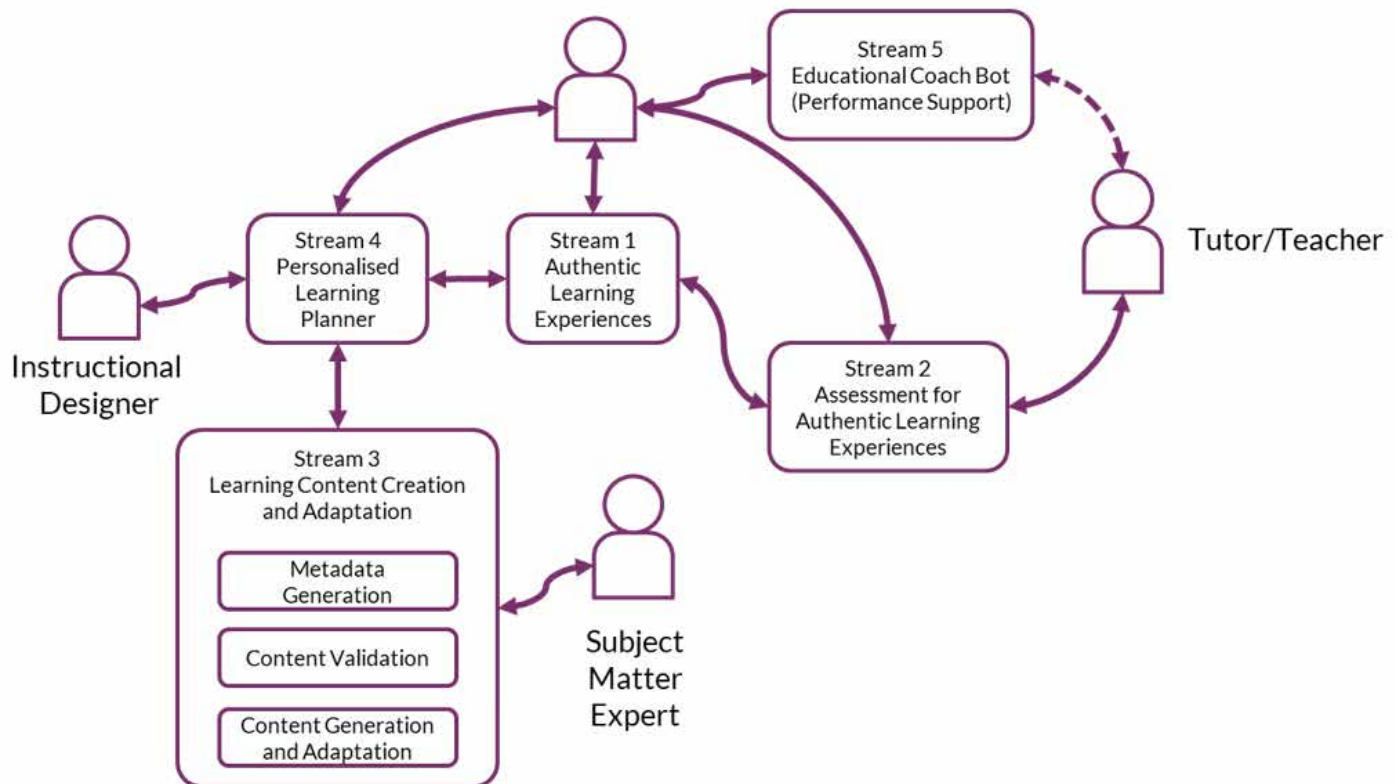 Stream 5
Educational Coach Bot
(Performance Support)
Tutor/Teacher
Stream 4
Personalised
Learning
Planner
Stream 1
Authentic
Learning
Experiences
Instructional
Designer
Stream 2
Assessment for
Authentic Learning
Experiences
Stream 3
Learning Content Creation
and Adaptation
Metadata
Generation
Content Validation
Content Generation
and Adaptation
Subject
Matter
Expert